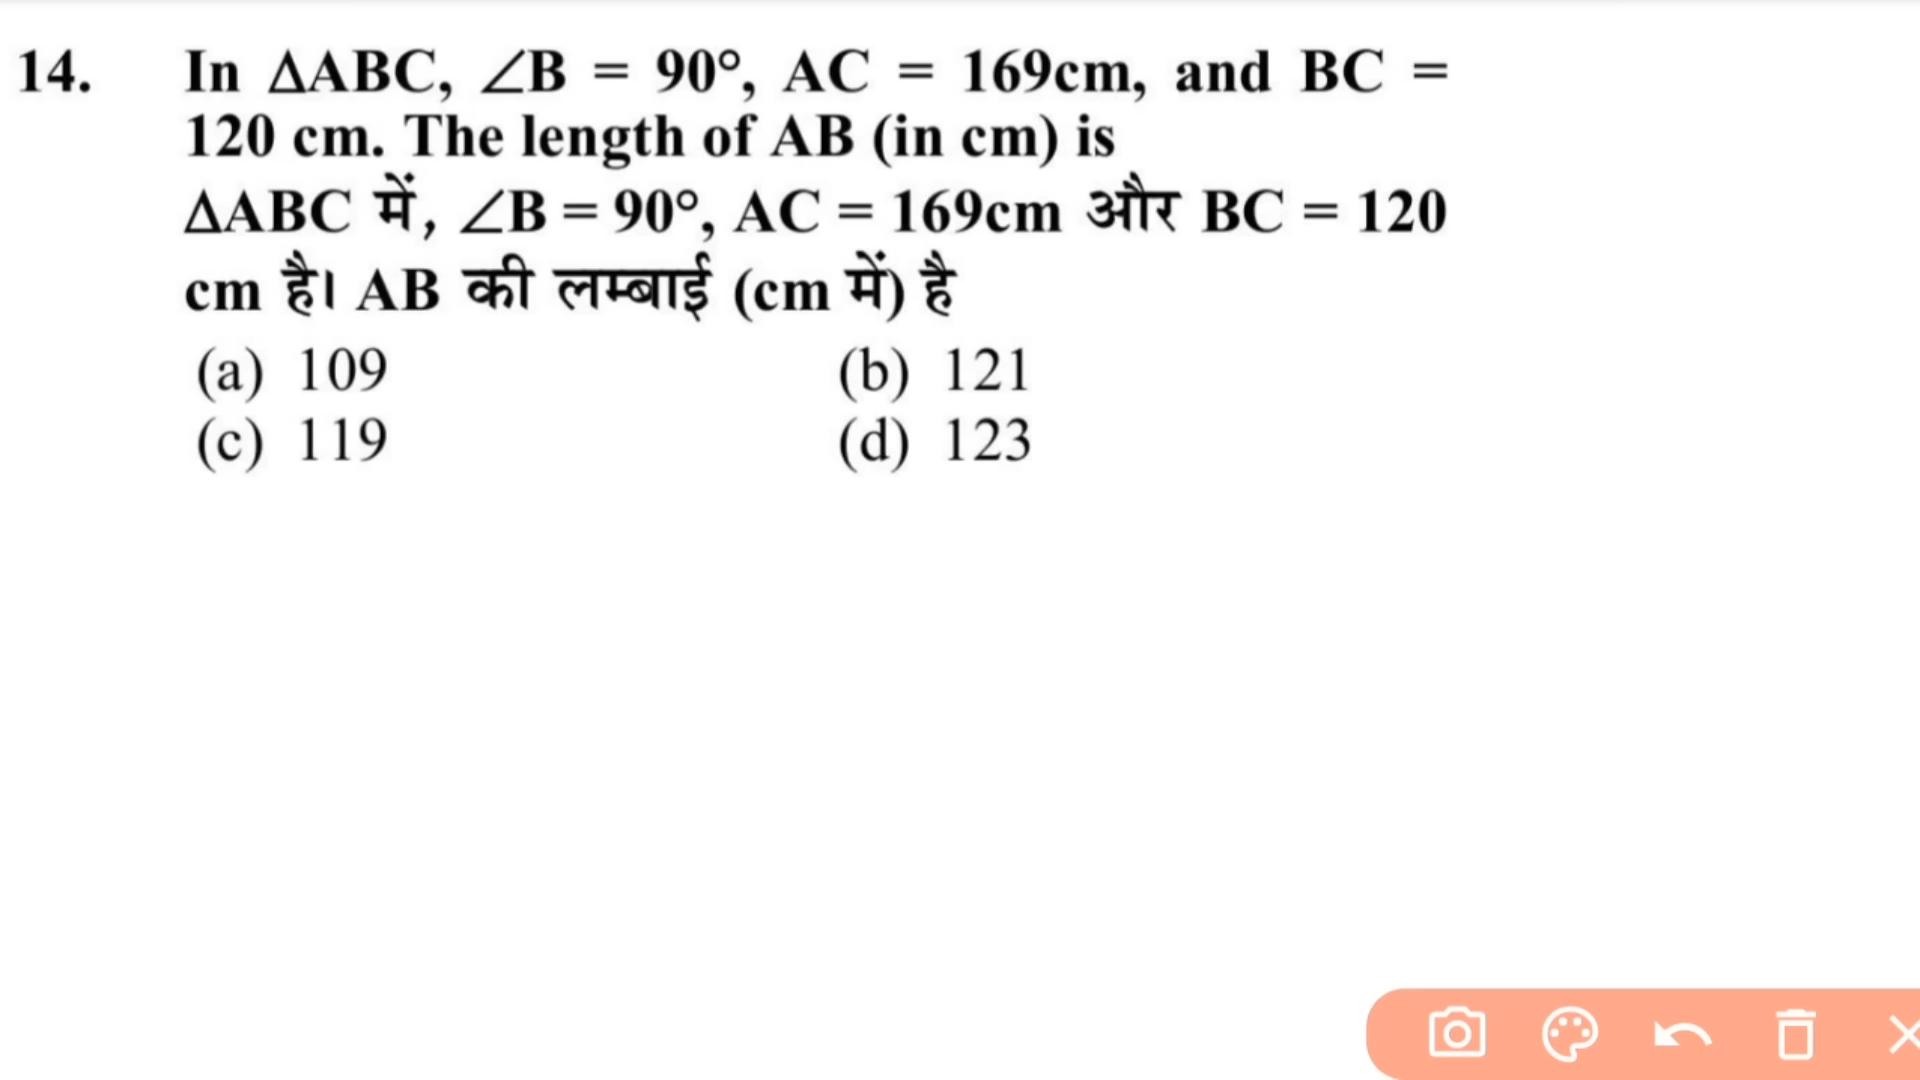 14. In ΔABC, ∠B = 90°, AC = 169cm, and BC =
120 cm. The length of AB (in cm) is
ΔABC में, ∠B = 90°, AC = 169cm और BC = 120
cm है। AB की लम्बाई (cm में) है
(a) 109 (b) 121
(c) 119 (d) 123